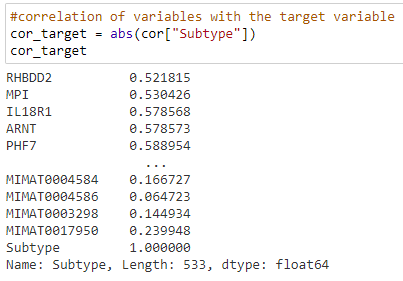 #correlation of variables with the target variable
cor_target = abs(cor["Subtype"])
cor_target
RHBDD2 0.521815
MPI 0.530426
IL18R1 0.578568
ARNT 0.578573
PHF7 0.588954
...
MIMAT0004584 0.166727
MIMAT0004586 0.064723
MIMAT0003298 0.144934
MIMAT0017950 0.239948
Subtype 1.000000
Name: Subtype, Length: 533, dtype: float64